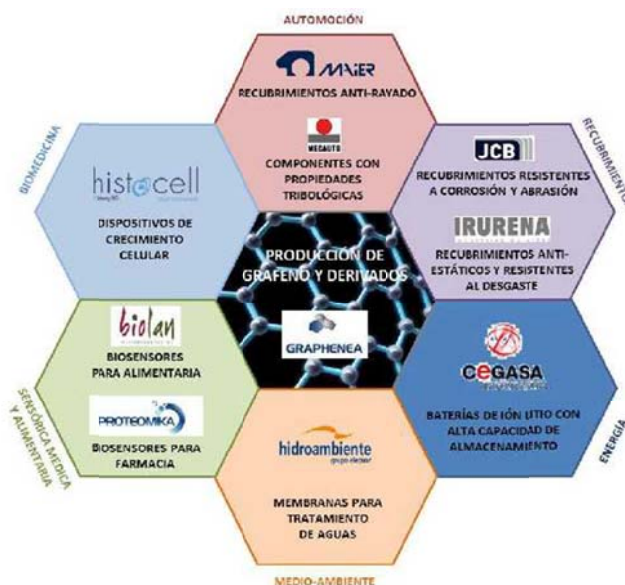 AUTOMOCIÓN
MAIER
RECUBRIMIENTOS ANTI-RAYADO
MECAUTO
COMPONENTES CON
PROPIEDADES
TRIBOLÓGICAS
BIOMEDICINA
histocell
DISPOSITIVOS DE
CRECIMIENTO
CELULAR
RECUBRIMIENTO
JCB
RECUBRIMIENTOS RESISTENTES
A CORROSIÓN Y ABRASIÓN
IRURENA
RECUBRIMIENTOS ANTI-
ESTÁTICOS Y RESISTENTES
AL DESGASTE
PRODUCCIÓN DE
GRAFENO Y DERIVADOS
GRAPHENEA
biolan
BIOSENSORES
PARA ALIMENTARIA
PROTEOMIKA
BIOSENSORES PARA
FARMACIA
SENSÓRICA MEDICA
Y ALIMENTARIA
CEGASA
BATERÍAS DE IÓN LITIO CON
ALTA CAPACIDAD DE
ALMACENAMIENTO
ENERGÍA
hidroambiente
MEMBRANAS PARA
TRATAMIENTO
DE AGUAS
MEDIO-AMBIENTE